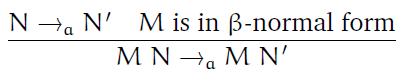 N →ₐ N′ M is in β-normal form
M N →ₐ M N′